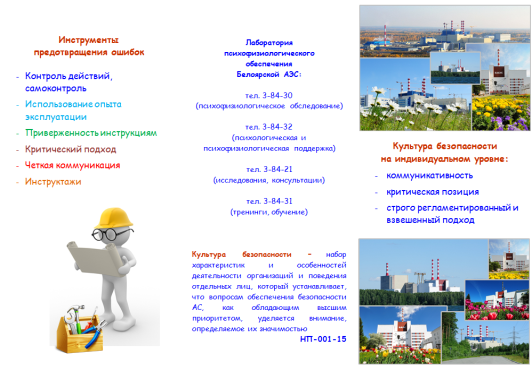 Инструменты
предотвращения ошибок
- Контроль действий,
самоконтроль
- Использование опыта
эксплуатации
- Приверженность инструкциям
- Критический подход
- Четкая коммуникация
- Инструктажи
Лаборатория
психофизиологического
обеспечения
Белоярской АЭС:
тел. 3-84-30
(психофизиологическое обследование)
тел. 3-84-32
(психологическая и
психофизиологическая поддержка)
тел. 3-84-21
(исследования, консультации)
тел. 3-84-31
(тренинги, обучение)
Культура безопасности – набор
характеристик и особенностей
деятельности организаций и поведения
отдельных лиц, который устанавливает,
что вопросам обеспечения безопасности
АС, как обладающим высшим
приоритетом, уделяется внимание,
определяемое их значимостью
НП-001-15
Культура безопасности
на индивидуальном уровне:
- коммуникативность
- критическая позиция
- строго регламентированный и
взвешенный подход